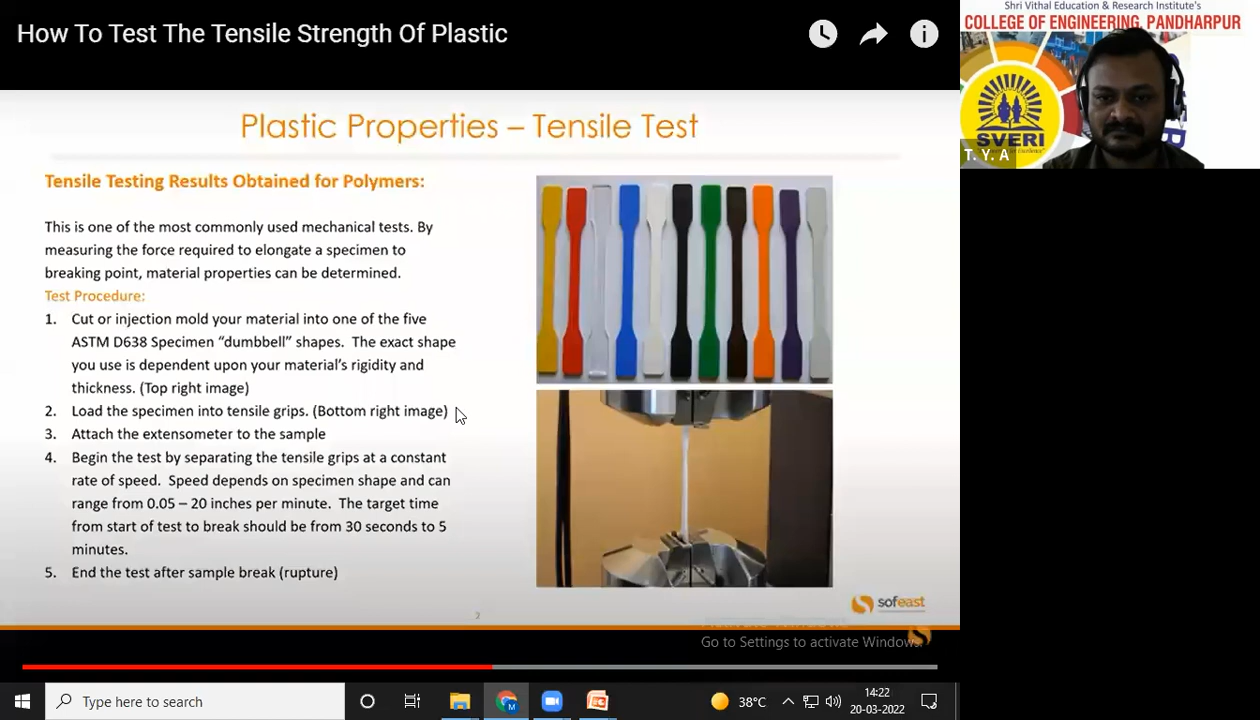 How To Test The Tensile Strength Of Plastic
Plastic Properties – Tensile Test
Tensile Testing Results Obtained for Polymers:
This is one of the most commonly used mechanical tests. By
measuring the force required to elongate a specimen to
breaking point, material properties can be determined.
Test Procedure:
1. Cut or injection mold your material into one of the five
ASTM D638 Specimen “dumbbell” shapes. The exact shape
you use is dependent upon your material’s rigidity and
thickness. (Top right image)
2. Load the specimen into tensile grips. (Bottom right image)
3. Attach the extensometer to the sample
4. Begin the test by separating the tensile grips at a constant
rate of speed. Speed depends on specimen shape and can
range from 0.05 – 20 inches per minute. The target time
from start of test to break should be from 30 seconds to 5
minutes.
5. End the test after sample break (rupture)
2
sofeast
Go to Settings to activate Windows.
Shri Vithal Education & Research Institute's
COLLEGE OF ENGINEERING, PANDHARPUR
SVERI
T. Y. A
Type here to search
38°C
14:22
20-03-2022